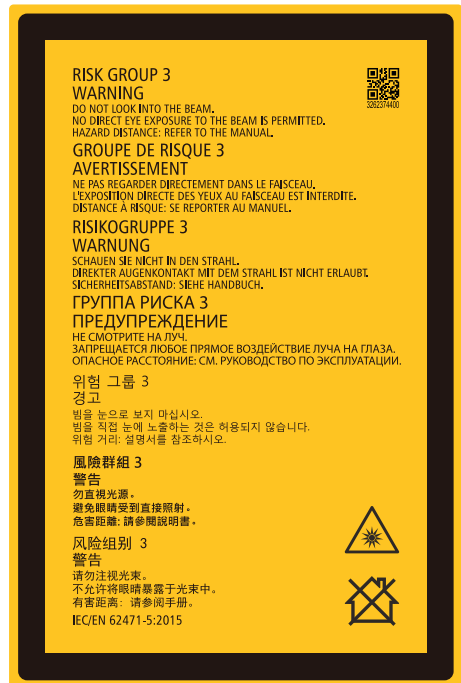 RISK GROUP 3
WARNING
DO NOT LOOK INTO THE BEAM.
NO DIRECT EYE EXPOSURE TO THE BEAM IS PERMITTED.
HAZARD DISTANCE: REFER TO THE MANUAL.
3262374400
GROUPE DE RISQUE 3
AVERTISSEMENT
NE PAS REGARDER DIRECTEMENT DANS LE FAISCEAU.
L'EXPOSITION DIRECTE DES YEUX AU FAISCEAU EST INTERDITE.
DISTANCE À RISQUE: SE REPORTER AU MANUEL.
RISIKOGRUPPE 3
WARNUNG
SCHAUEN SIE NICHT IN DEN STRAHL.
DIREKTER AUGENKONTAKT MIT DEM STRAHL IST NICHT ERLAUBT.
SICHERHEITSABSTAND: SIEHE HANDBUCH.
ГРУППА РИСКА 3
ПРЕДУПРЕЖДЕНИЕ
НЕ СМОТРИТЕ НА ЛУЧ.
ЗАПРЕЩАЕТСЯ ЛЮБОЕ ПРЯМОЕ ВОЗДЕЙСТВИЕ ЛУЧА НА ГЛАЗА.
ОПАСНОЕ РАССТОЯНИЕ: СМ. РУКОВОДСТВО ПО ЭКСПЛУАТАЦИИ.
위험 그룹 3
경고
빔을 눈으로 보지 마십시오.
빔을 직접 눈에 노출하는 것은 허용되지 않습니다.
위험 거리: 설명서를 참조하시오.
風險群組 3
警告
勿直視光源。
避免眼睛受到直接照射。
危害距離: 請參閱說明書。
风险组别 3
警告
请勿注视光束。
不允许将眼睛暴露于光束中。
有害距离: 请参阅手册。
IEC/EN 62471-5:2015